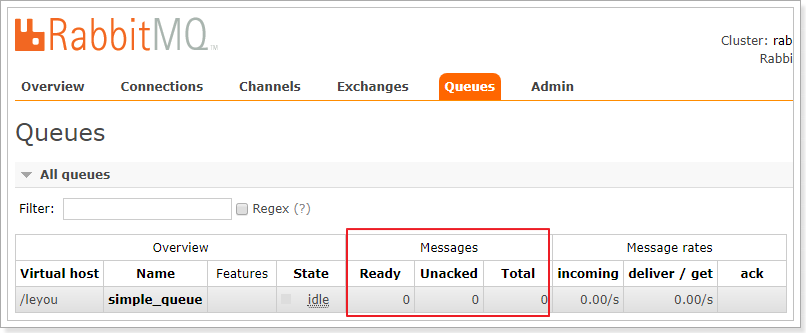 RabbitMQ™
Cluster: rab
Rabbi
Overview Connections Channels Exchanges Queues Admin
Queues
All queues
Filter: Regex (?)
Overview Messages Message rates
Virtual host Name Features State Ready Unacked Total incoming deliver / get ack
/leyou simple_queue idle 0 0 0 0.00/s 0.00/s